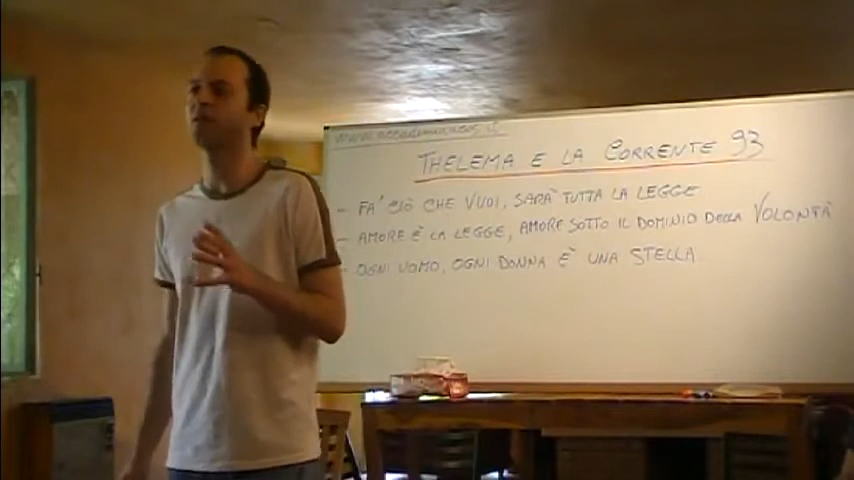 THELEMA E LA CORRENTE 93
- FA' CIÒ CHE VUOI, SARÀ TUTTA LA LEGGE
- AMORE È LA LEGGE, AMORE SOTTO IL DOMINIO DELLA VOLONTÀ
- OGNI UOMO, OGNI DONNA È UNA STELLA.